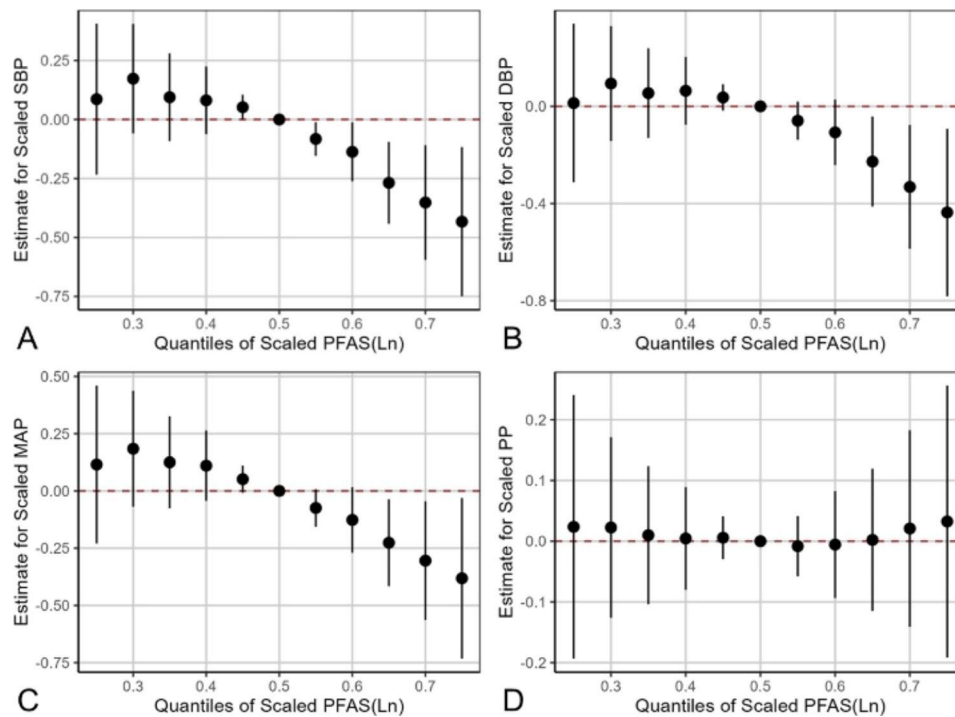 Estimate for Scaled SBP
0.25
0.00
-0.25
-0.50
-0.75
0.3 0.4 0.5 0.6 0.7
A Quantiles of Scaled PFAS(Ln)
Estimate for Scaled DBP
0.0
-0.4
-0.8
0.3 0.4 0.5 0.6 0.7
B Quantiles of Scaled PFAS(Ln)
Estimate for Scaled MAP
0.50
0.25
0.00
-0.25
-0.50
-0.75
0.3 0.4 0.5 0.6 0.7
C Quantiles of Scaled PFAS(Ln)
Estimate for Scaled PP
0.2
0.1
0.0
-0.1
-0.2
0.3 0.4 0.5 0.6 0.7
D Quantiles of Scaled PFAS(Ln)